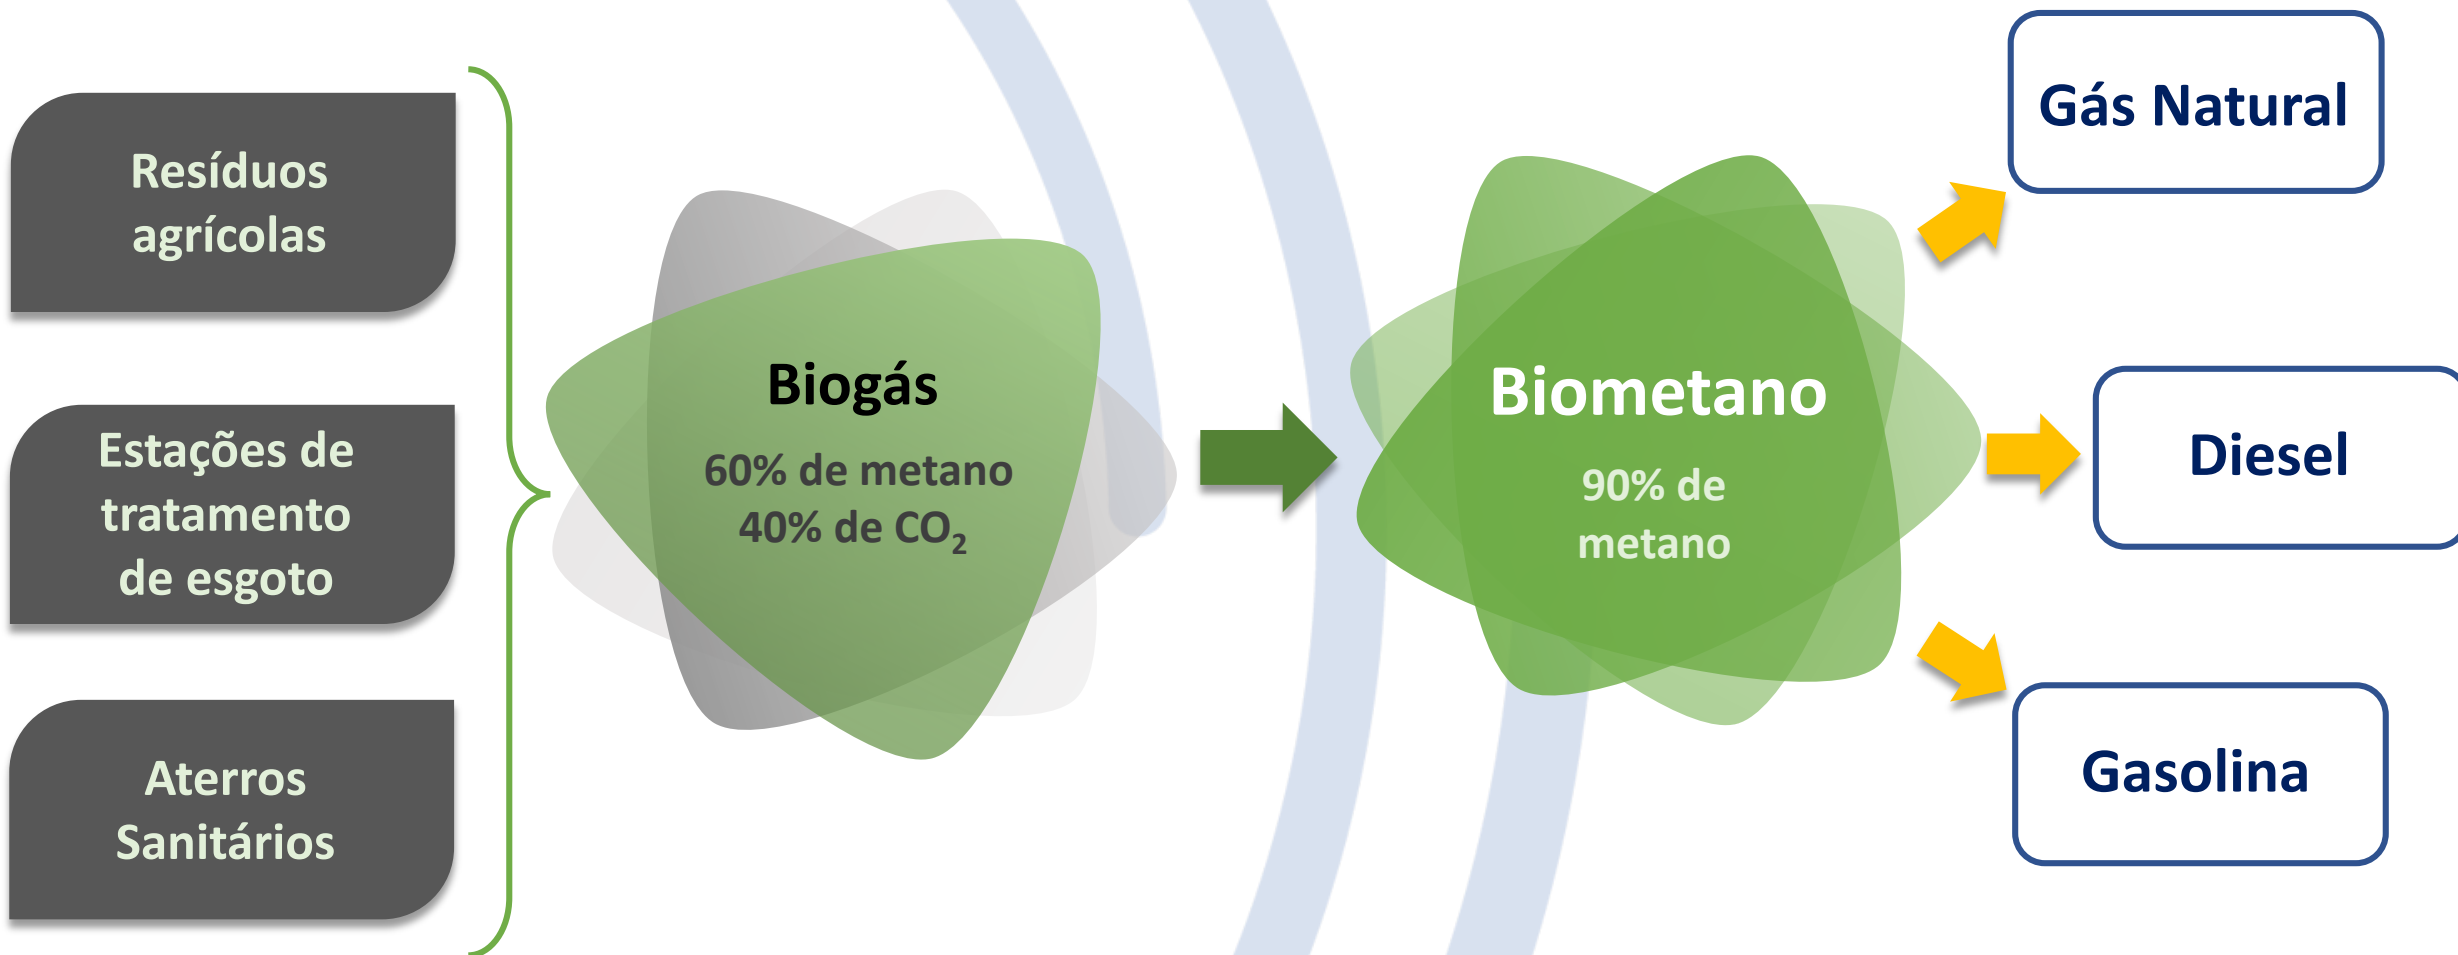 Resíduos
agrícolas
Estações de
tratamento
de esgoto
Aterros
Sanitários
Biogás
60% de metano
40% de CO₂
Biometano
90% de
metano
Gás Natural
Diesel
Gasolina